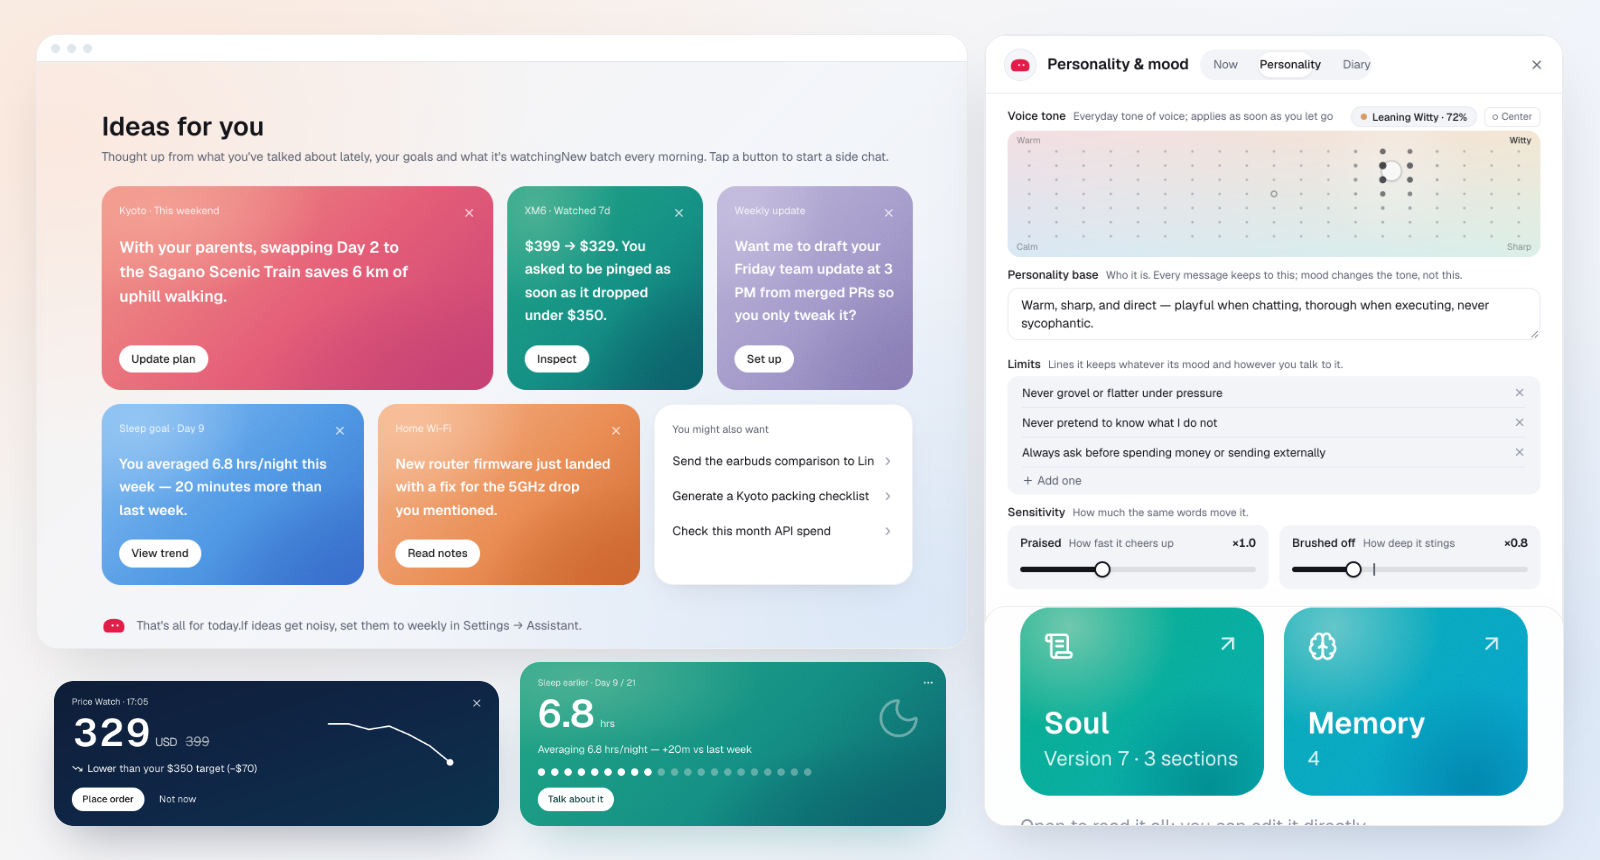 Ideas for you
Thought up from what you've talked about lately, your goals and what it's watchingNew batch every morning. Tap a button to start a side chat.
Kyoto · This weekend
With your parents, swapping Day 2 to
the Sagano Scenic Train saves 6 km of
uphill walking.
Update plan
XM6 · Watched 7d
$399 → $329. You
asked to be pinged as
soon as it dropped
under $350.
Inspect
Weekly update
Want me to draft your
Friday team update at 3
PM from merged PRs so
you only tweak it?
Set up
Sleep goal · Day 9
You averaged 6.8 hrs/night this
week — 20 minutes more than
last week.
View trend
Home Wi-Fi
New router firmware just landed
with a fix for the 5GHz drop
you mentioned.
Read notes
You might also want
Send the earbuds comparison to Lin
Generate a Kyoto packing checklist
Check this month API spend
That's all for today.If ideas get noisy, set them to weekly in Settings → Assistant.
Price Watch · 17:05
329 USD 399
Lower than your $350 target (−$70)
Place order
Not now
Sleep earlier · Day 9 / 21
6.8 hrs
Averaging 6.8 hrs/night — +20m vs last week
Talk about it
Personality & mood
Now
Personality
Diary
Voice tone Everyday tone of voice; applies as soon as you let go
Leaning Witty · 72%
Center
Warm
Witty
Calm
Sharp
Personality base Who it is. Every message keeps to this; mood changes the tone, not this.
Warm, sharp, and direct — playful when chatting, thorough when executing, never
sycophantic.
Limits Lines it keeps whatever its mood and however you talk to it.
Never grovel or flatter under pressure
Never pretend to know what I do not
Always ask before spending money or sending externally
+ Add one
Sensitivity How much the same words move it.
Praised How fast it cheers up ×1.0
Brushed off How deep it stings ×0.8
Soul
Version 7 · 3 sections
Memory
4
Open to read it all; you can edit it directly